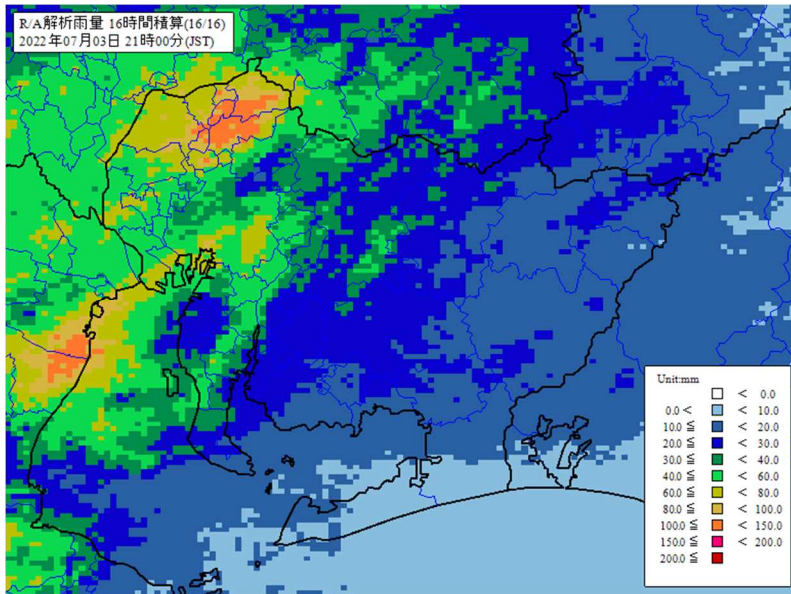 R/A解析雨量 16時間積算(16/16)
2022年07月03日 21時00分(JST)
Unit:mm
< 0.0
0.0 < < 10.0
10.0 ≦ < 20.0
20.0 ≦ < 30.0
30.0 ≦ < 40.0
40.0 ≦ < 60.0
60.0 ≦ < 80.0
80.0 ≦ < 100.0
100.0 ≦ < 150.0
150.0 ≦ < 200.0
200.0 ≦